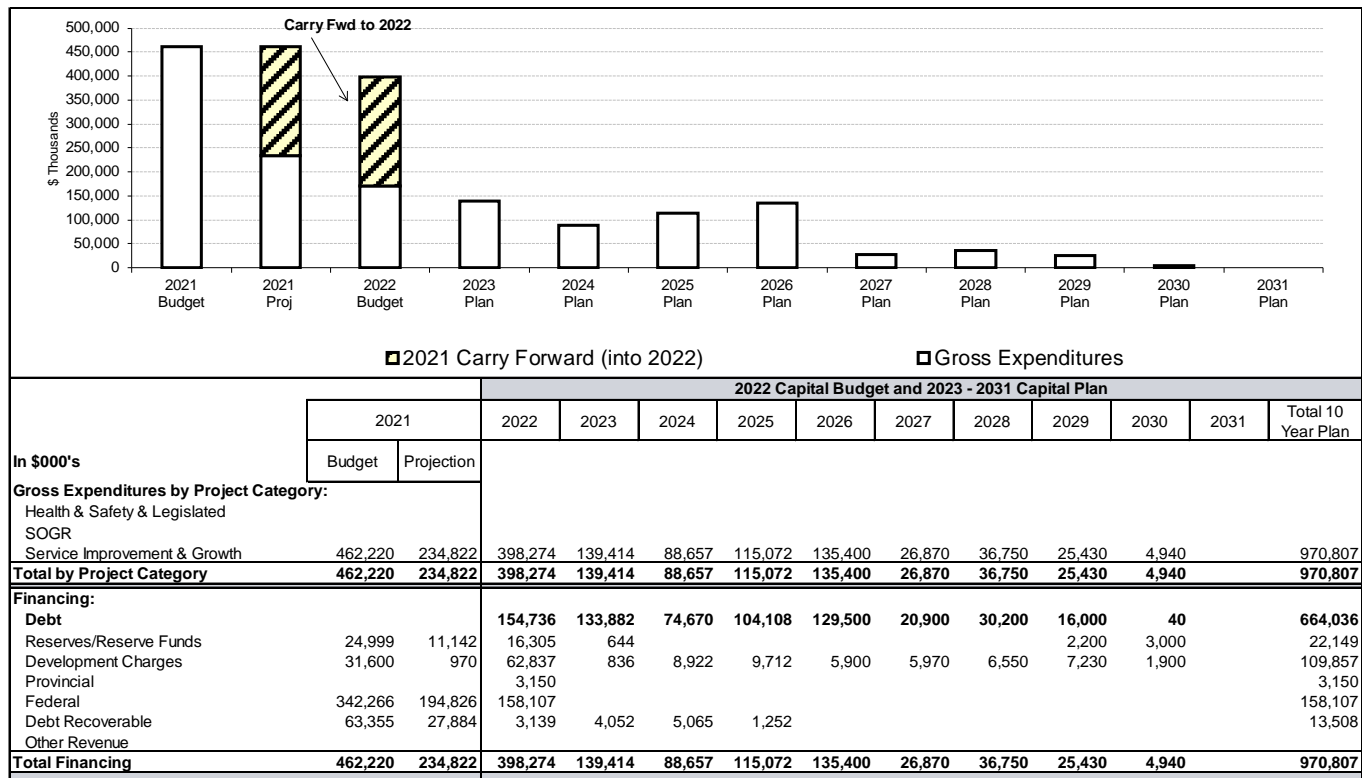 Carry Fwd to 2022
500,000
450,000
400,000
350,000
300,000
250,000
200,000
150,000
100,000
50,000
0
$ Thousands
2021 2021 2022 2023 2024 2025 2026 2027 2028 2029 2030 2031
Budget Proj Budget Plan Plan Plan Plan Plan Plan Plan Plan Plan
2021 Carry Forward (into 2022) Gross Expenditures
2022 Capital Budget and 2023 - 2031 Capital Plan
2021 2022 2023 2024 2025 2026 2027 2028 2029 2030 2031 Total 10 Year Plan
In $000's Budget Projection
Gross Expenditures by Project Category:
Health & Safety & Legislated
SOGR
Service Improvement & Growth 462,220 234,822 398,274 139,414 88,657 115,072 135,400 26,870 36,750 25,430 4,940 970,807
Total by Project Category 462,220 234,822 398,274 139,414 88,657 115,072 135,400 26,870 36,750 25,430 4,940 970,807
Financing:
Debt 154,736 133,882 74,670 104,108 129,500 20,900 30,200 16,000 40 664,036
Reserves/Reserve Funds 24,999 11,142 16,305 644 2,200 3,000 22,149
Development Charges 31,600 970 62,837 836 8,922 9,712 5,900 5,970 6,550 7,230 1,900 109,857
Provincial 3,150 3,150
Federal 342,266 194,826 158,107 158,107
Debt Recoverable 63,355 27,884 3,139 4,052 5,065 1,252 13,508
Other Revenue
Total Financing 462,220 234,822 398,274 139,414 88,657 115,072 135,400 26,870 36,750 25,430 4,940 970,807